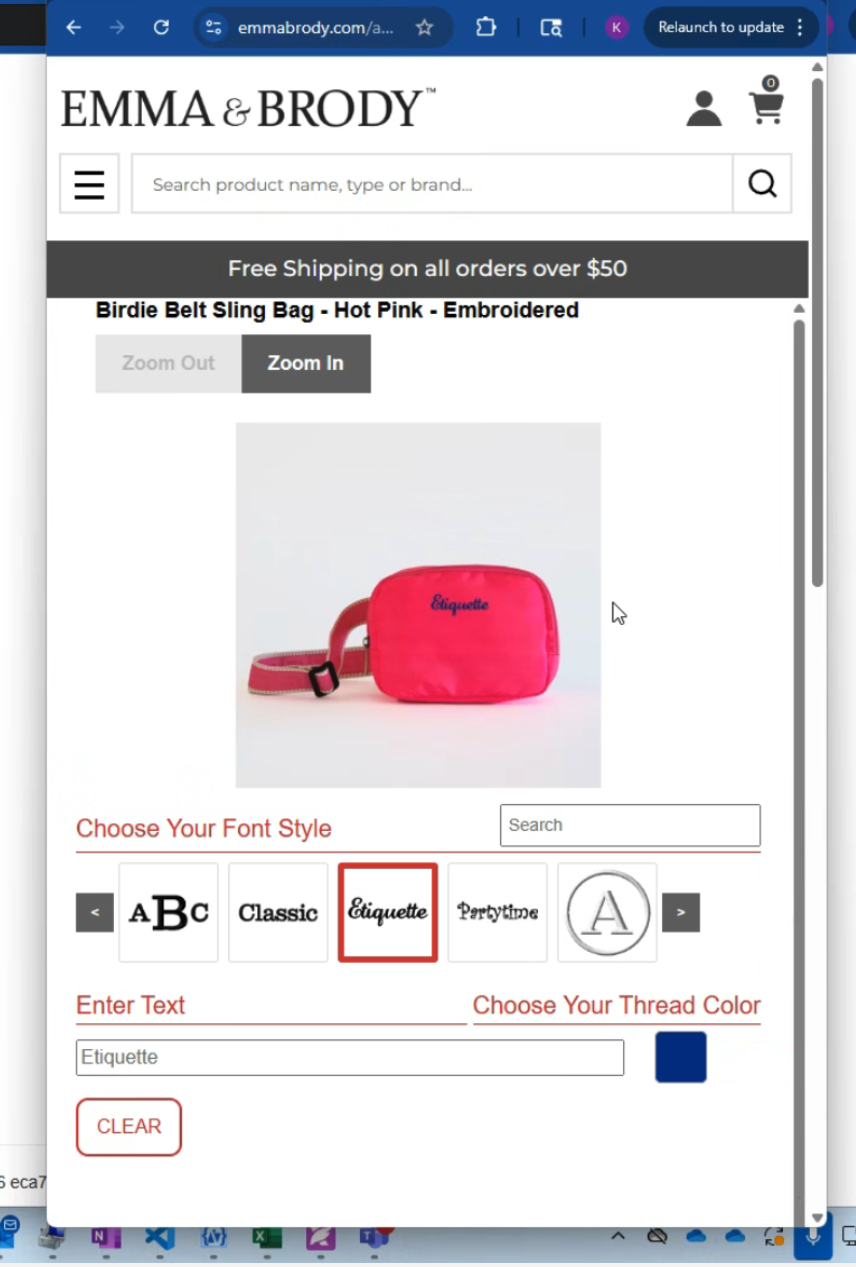 emmabrody.com/a...
K
Relaunch to update
EMMA & BRODY™
0
Search product name, type or brand...
Free Shipping on all orders over $50
Birdie Belt Sling Bag - Hot Pink - Embroidered
Zoom Out
Zoom In
Etiquette
Choose Your Font Style
Search
<
ABC
Classic
Etiquette
Partytime
A
>
Enter Text
Choose Your Thread Color
Etiquette
CLEAR
6 eca7